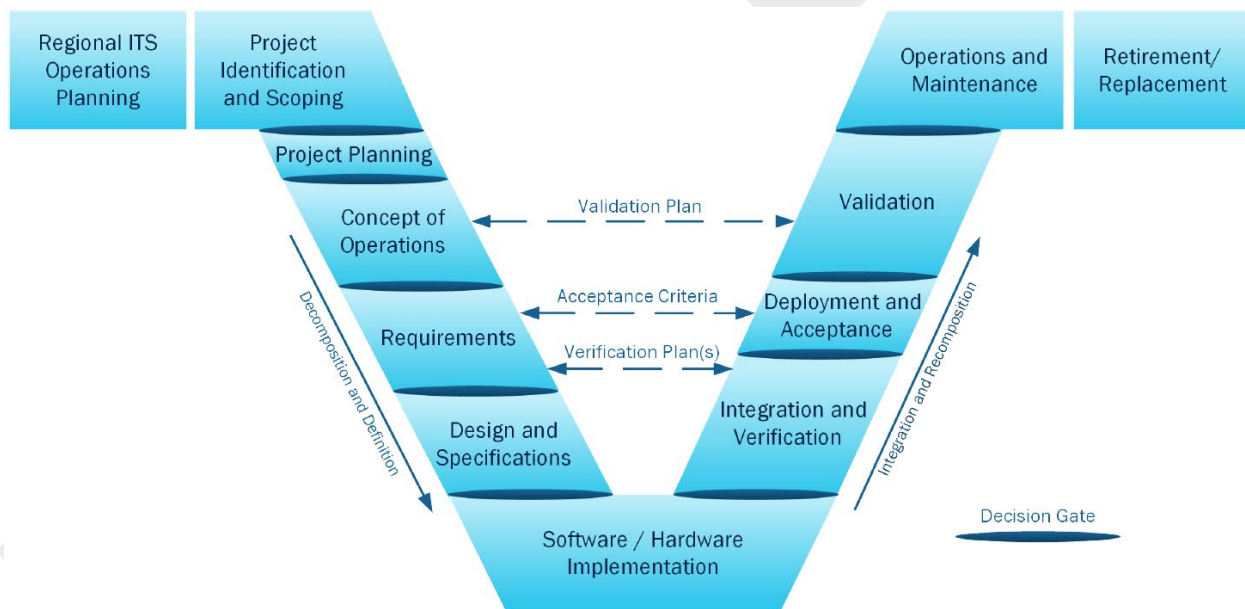 Regional ITS
Operations
Planning
Project
Identification
and Scoping
Operations and
Maintenance
Retirement/
Replacement
Project Planning
Concept of
Operations
Validation Plan
Validation
Decomposition and Definition
Requirements
Acceptance Criteria
Verification Plan(s)
Deployment and
Acceptance
Integration and Recomposition
Design and
Specifications
Integration and
Verification
Software / Hardware
Implementation
Decision Gate